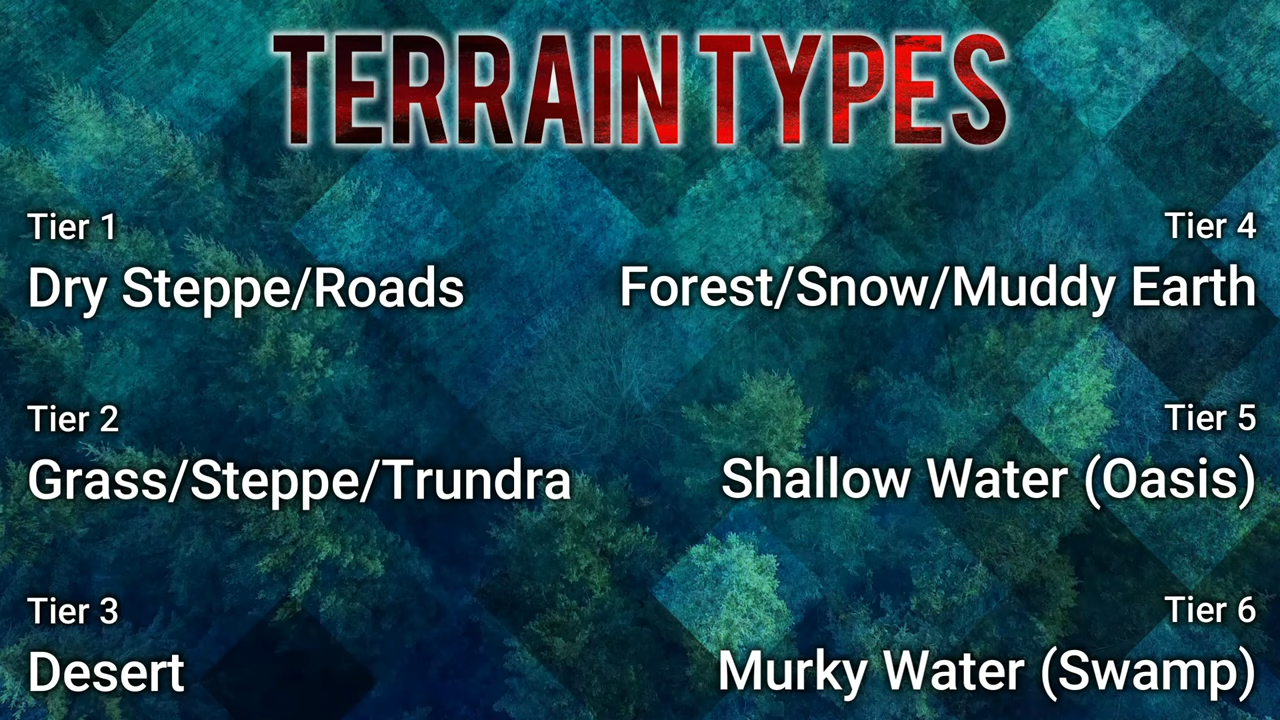 TERRAIN TYPES
Tier 1
Dry Steppe/Roads
Tier 2
Grass/Steppe/Trundra
Tier 3
Desert
Tier 4
Forest/Snow/Muddy Earth
Tier 5
Shallow Water (Oasis)
Tier 6
Murky Water (Swamp)